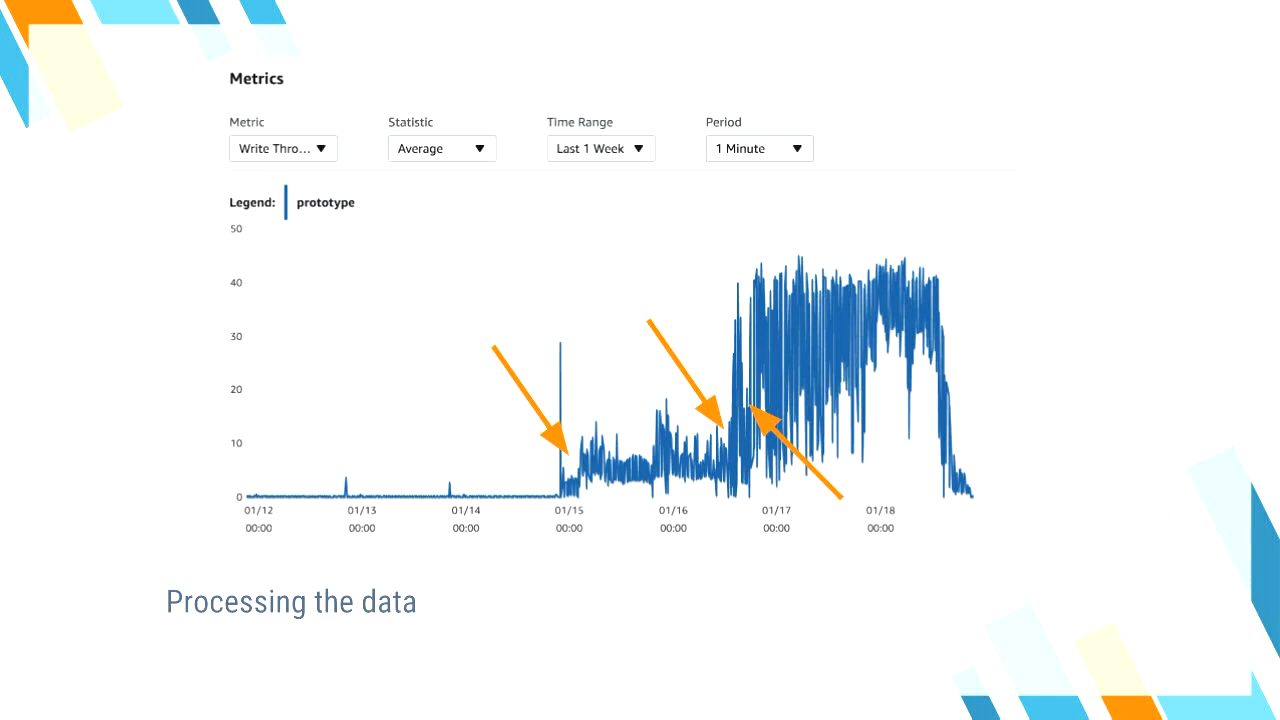 Metrics
Metric Statistic Time Range Period
Write Thro... Average Last 1 Week 1 Minute
Legend: prototype
50
40
30
20
10
0
01/12 01/13 01/14 01/15 01/16 01/17 01/18
00:00 00:00 00:00 00:00 00:00 00:00 00:00
Processing the data